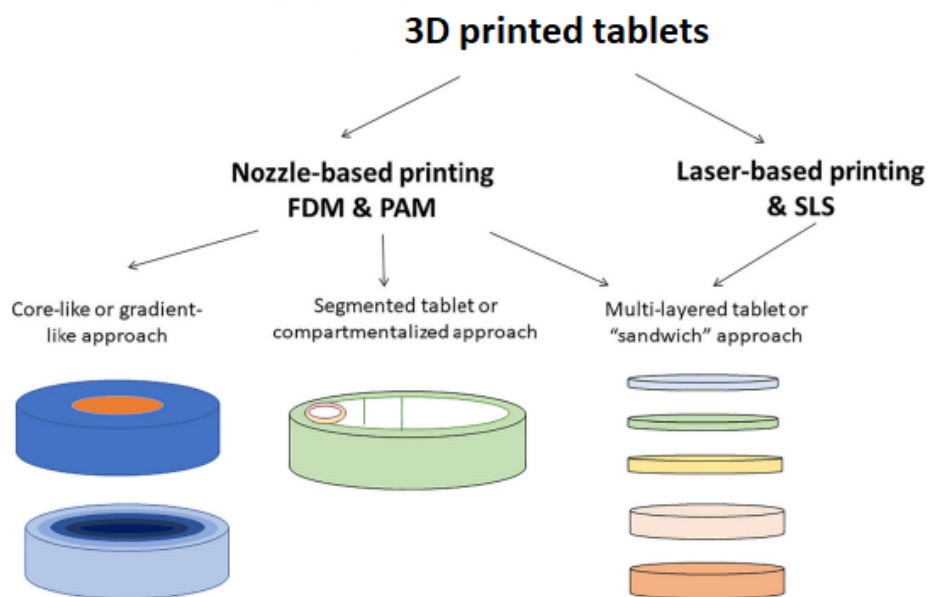 3D printed tablets
Nozzle-based printing
FDM & PAM
Laser-based printing
& SLS
Core-like or gradient-
like approach
Segmented tablet or
compartmentalized approach
Multi-layered tablet or
“sandwich” approach